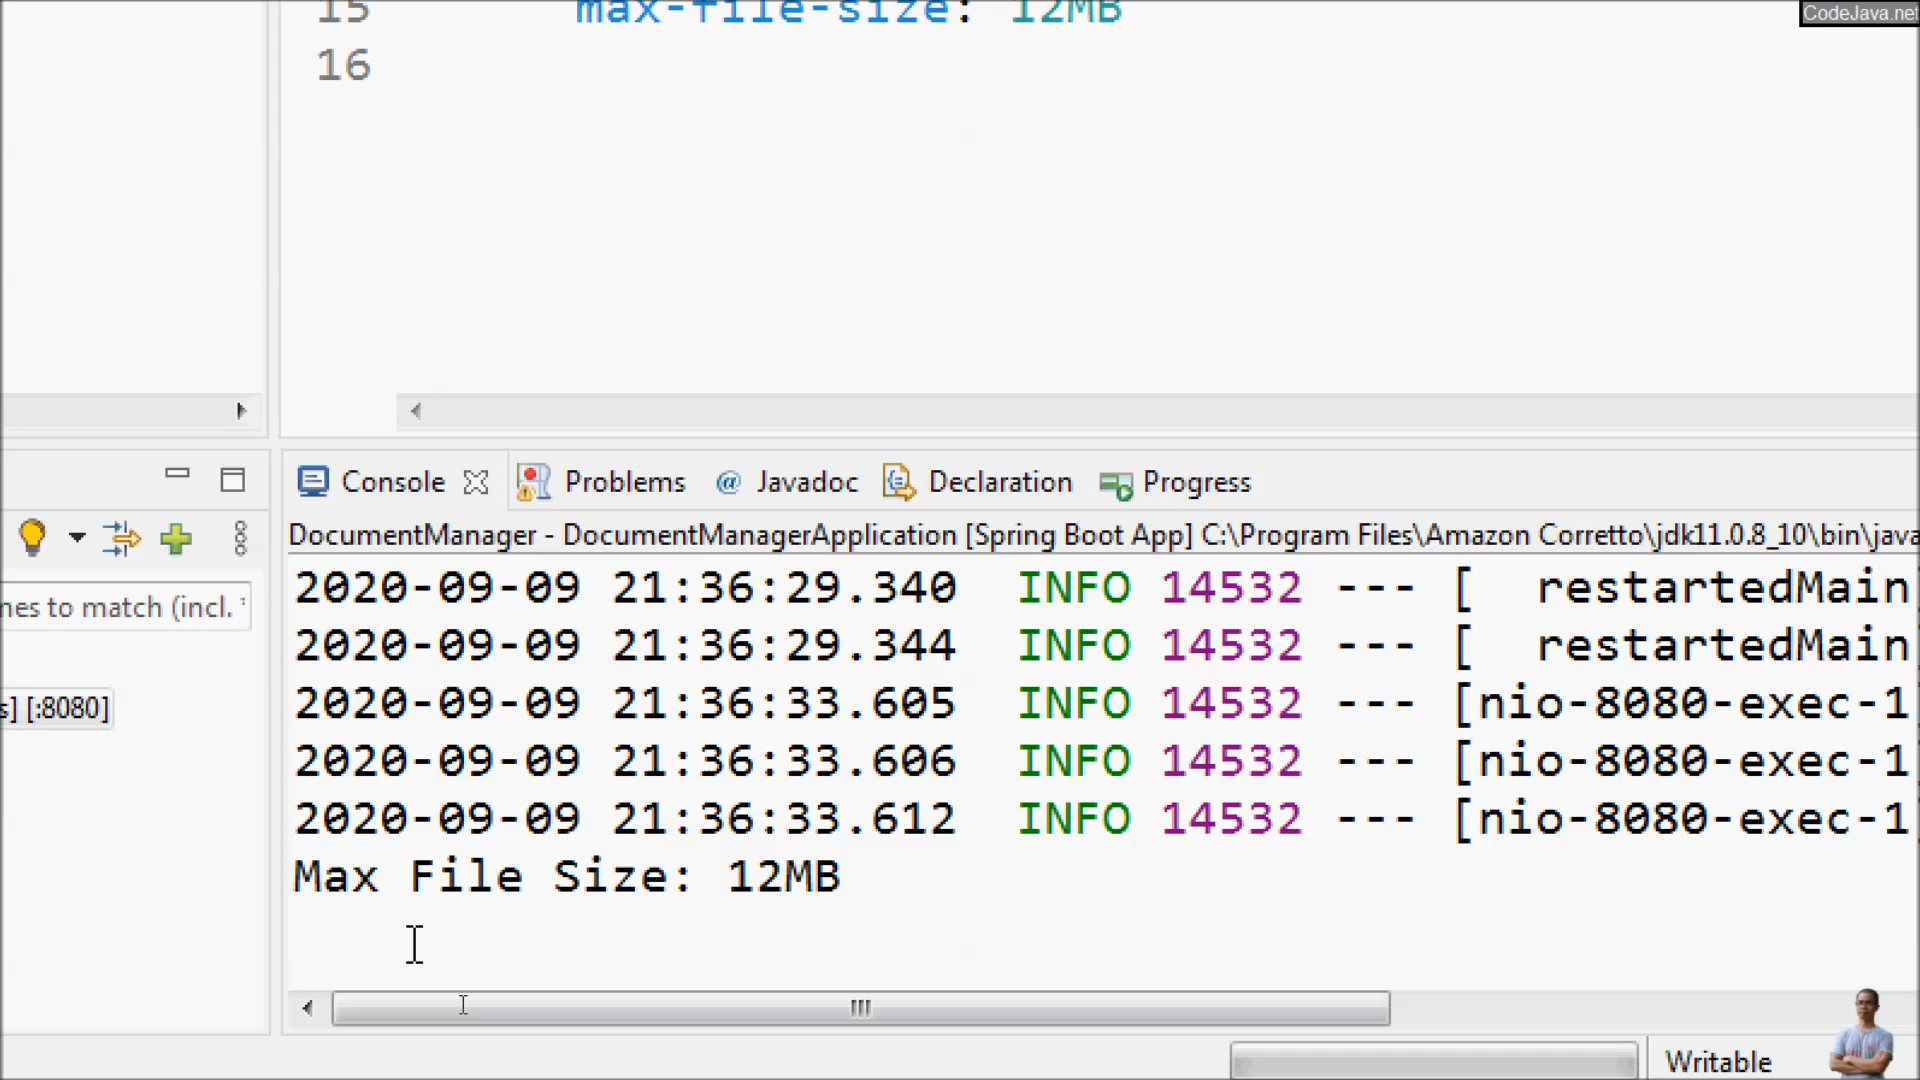 15 max-file-size: 12MB
CodeJava.net
16
Console Problems @ Javadoc Declaration Progress
DocumentManager - DocumentManagerApplication [Spring Boot App] C:\Program Files\Amazon Corretto\jdk11.0.8_10\bin\java
2020-09-09 21:36:29.340 INFO 14532 --- [ restartedMain]
nes to match (incl. *
2020-09-09 21:36:29.344 INFO 14532 --- [ restartedMain]
s] [:8080]
2020-09-09 21:36:33.605 INFO 14532 --- [nio-8080-exec-1]
2020-09-09 21:36:33.606 INFO 14532 --- [nio-8080-exec-1]
2020-09-09 21:36:33.612 INFO 14532 --- [nio-8080-exec-1]
Max File Size: 12MB
Writable